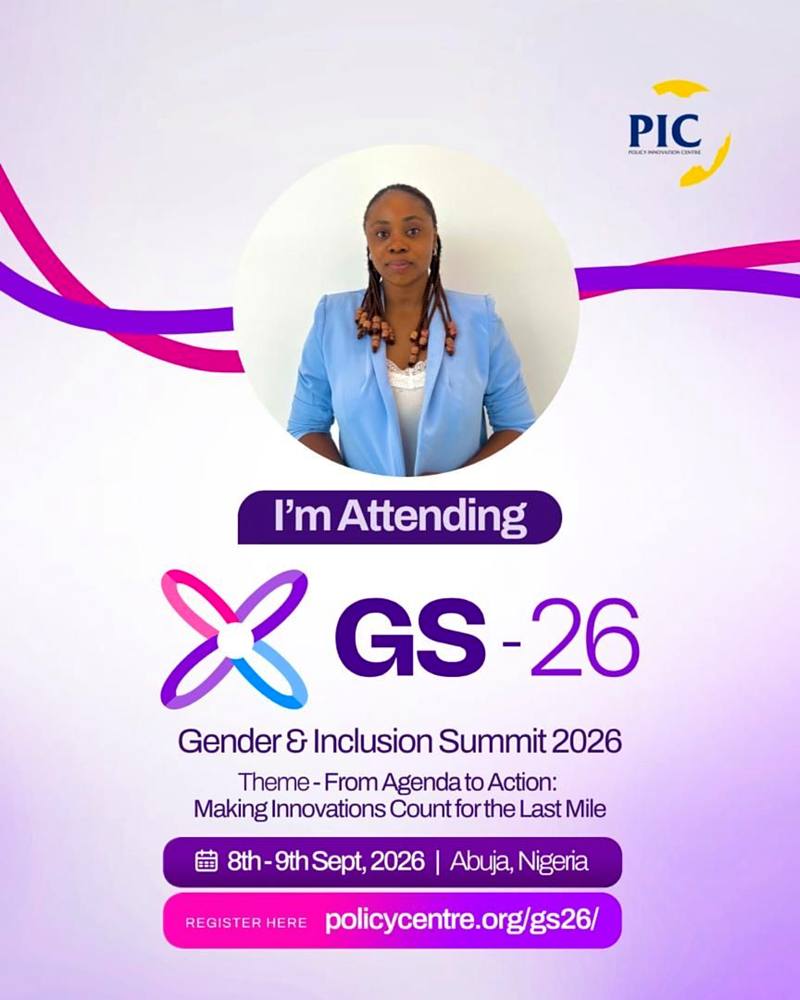 PIC
POLICY INNOVATION CENTRE
I'm Attending
GS - 26
Gender & Inclusion Summit 2026
Theme - From Agenda to Action:
Making Innovations Count for the Last Mile
8th - 9th Sept, 2026 | Abuja, Nigeria
REGISTER HERE policycentre.org/gs26/